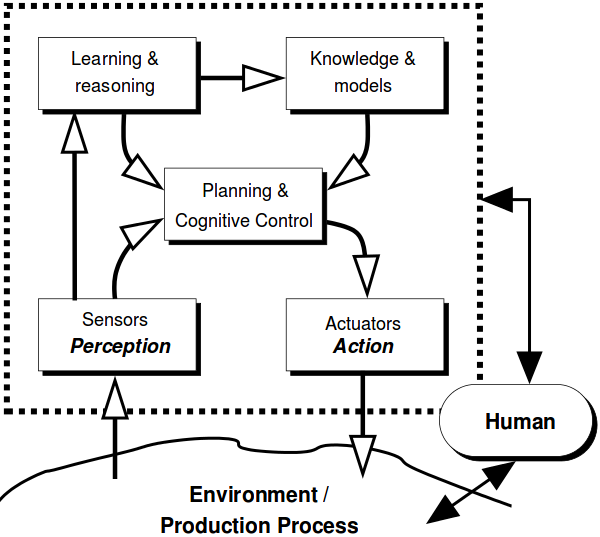 Learning &
reasoning
Knowledge &
models
Planning &
Cognitive Control
Sensors
Perception
Actuators
Action
Human
Environment /
Production Process